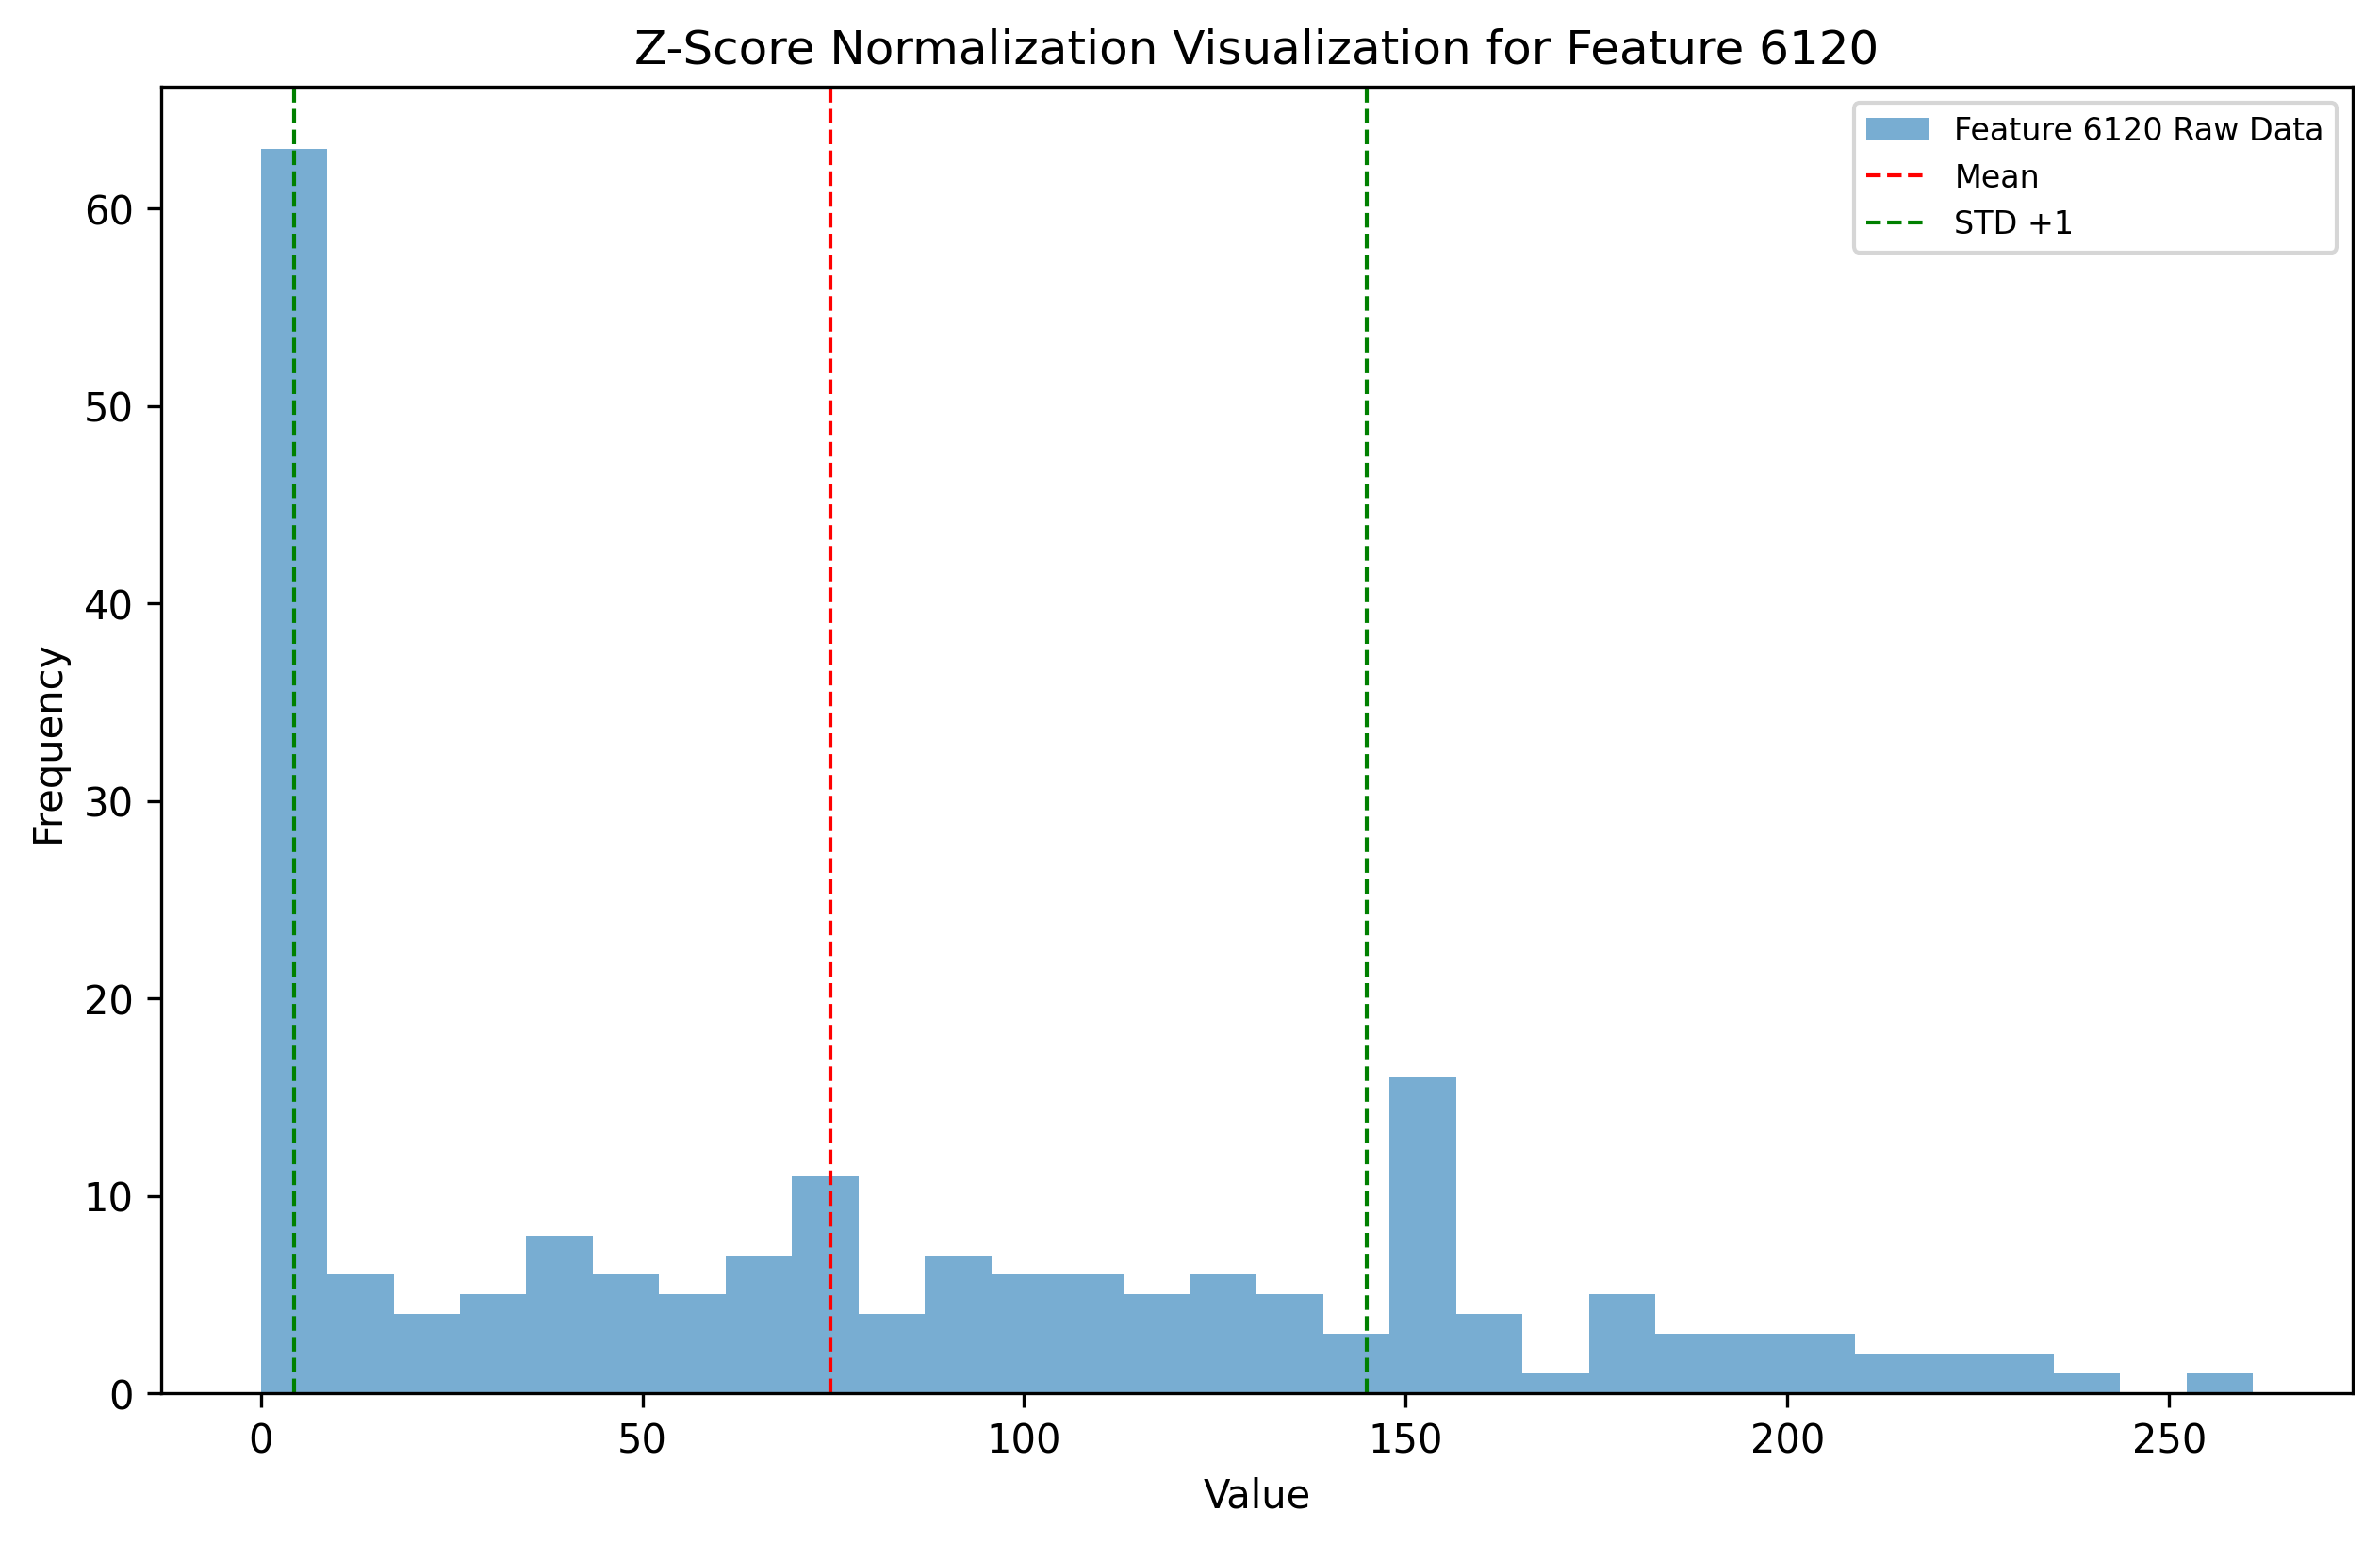 Z-Score Normalization Visualization for Feature 6120
Feature 6120 Raw Data
Mean
STD +1
Frequency
60
50
40
30
20
10
0
0 50 100 150 200 250
Value